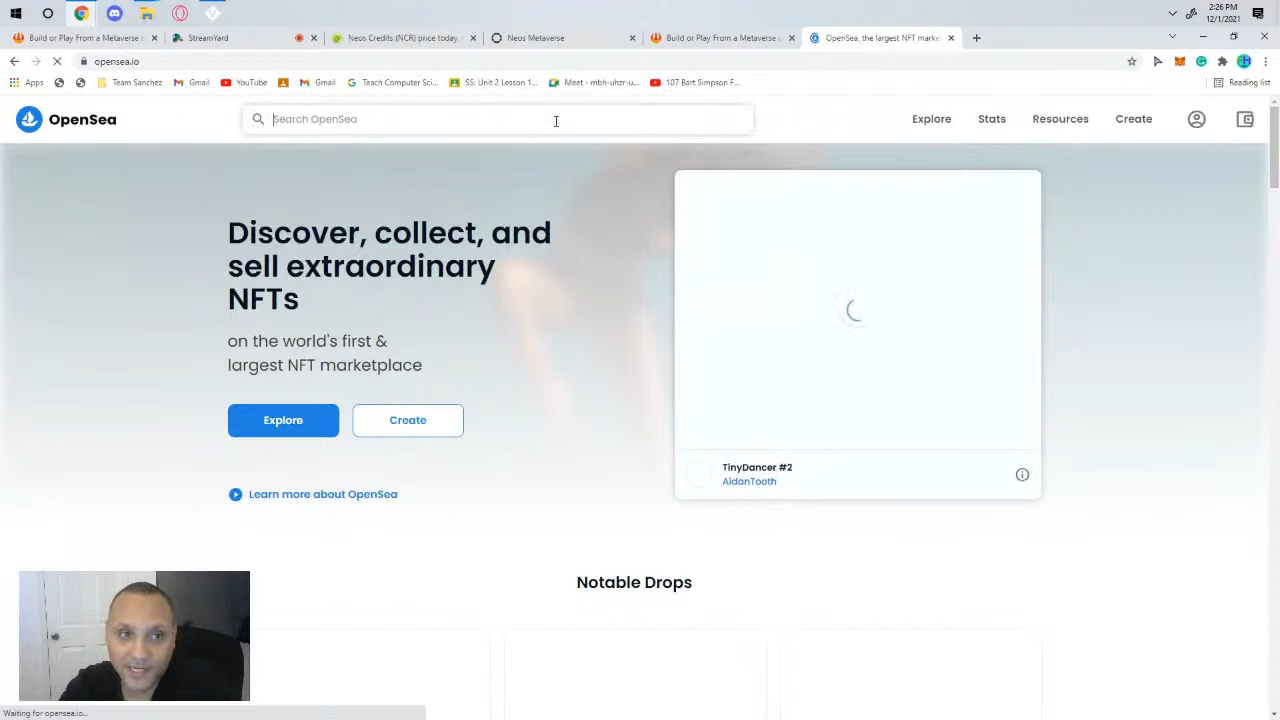 2:26 PM
12/1/2021
Build or Play From a Metaverse
StreamYard
Neos Credits (NCR) price today,
Neos Metaverse
Build or Play From a Metaverse
OpenSea, the largest NFT market
opensea.io
Apps
Team Sanchez
Gmail
YouTube
Gmail
Teach Computer Sci...
SS: Unit 2 Lesson 1...
Meet - mbh-uhzr-u...
107 Bart Simpson F...
Reading list
OpenSea
Search OpenSea
Explore
Stats
Resources
Create
Discover, collect, and
sell extraordinary
NFTs
on the world's first &
largest NFT marketplace
Explore
Create
Learn more about OpenSea
TinyDancer #2
AidanTooth
Notable Drops
Waiting for opensea.io...